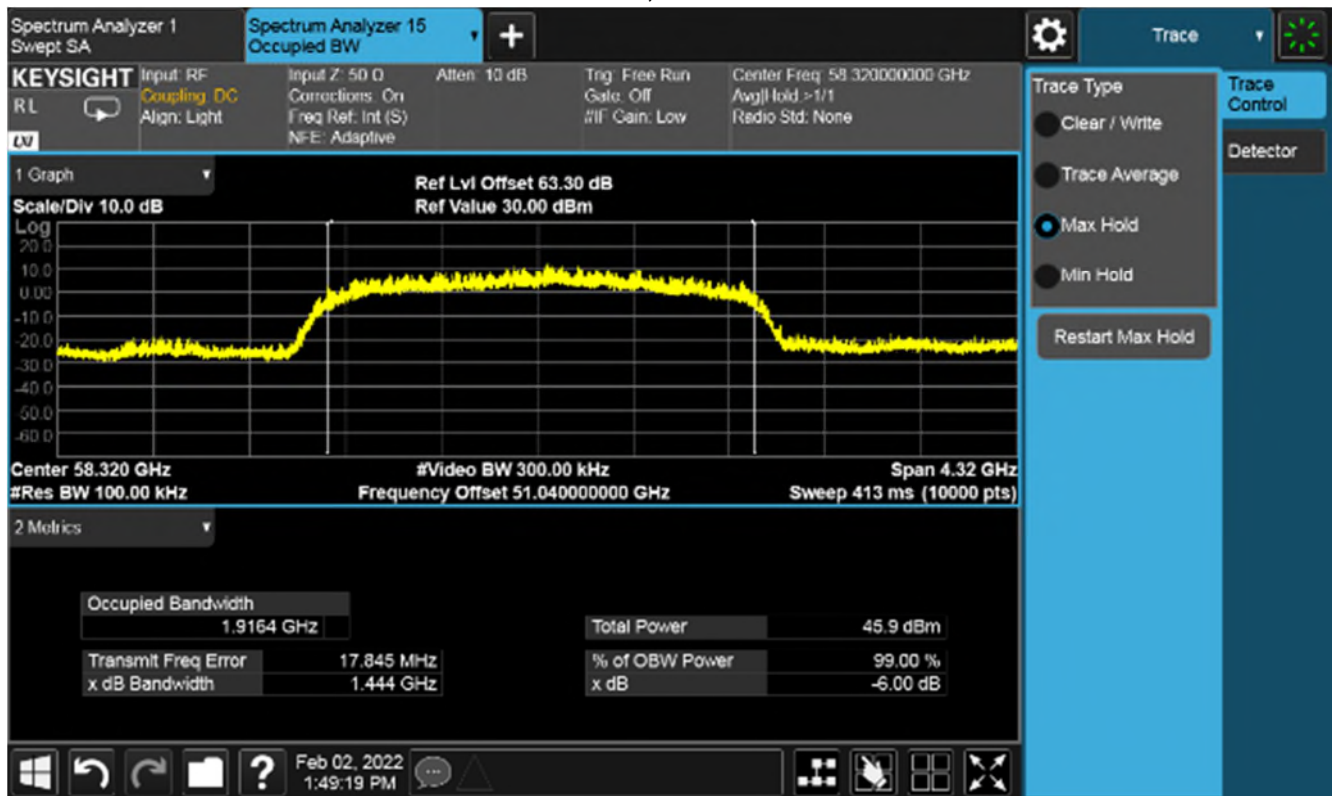 Spectrum Analyzer 1
Swept SA
Spectrum Analyzer 15
Occupied BW
+
Trace
KEYSIGHT
RL
LXI
Input: RF
Coupling: DC
Align: Light
Input Z: 50 Ω
Corrections: On
Freq Ref: Int (S)
NFE: Adaptive
Atten: 10 dB
Trig: Free Run
Gate: Off
#IF Gain: Low
Center Freq: 58.320000000 GHz
Avg|Hold:>1/1
Radio Std: None
Trace Type
Clear / Write
Trace Average
Max Hold
Min Hold
Restart Max Hold
Trace
Control
Detector
1 Graph
Scale/Div 10.0 dB
Ref Lvl Offset 63.30 dB
Ref Value 30.00 dBm
Log
20.0
10.0
0.00
-10.0
-20.0
-30.0
-40.0
-50.0
-60.0
Center 58.320 GHz
#Video BW 300.00 kHz
Span 4.32 GHz
#Res BW 100.00 kHz
Frequency Offset 51.040000000 GHz
Sweep 413 ms (10000 pts)
2 Metrics
Occupied Bandwidth
1.9164 GHz
Total Power 45.9 dBm
Transmit Freq Error 17.845 MHz
% of OBW Power 99.00 %
x dB Bandwidth 1.444 GHz
x dB -6.00 dB
?
Feb 02, 2022
1:49:19 PM